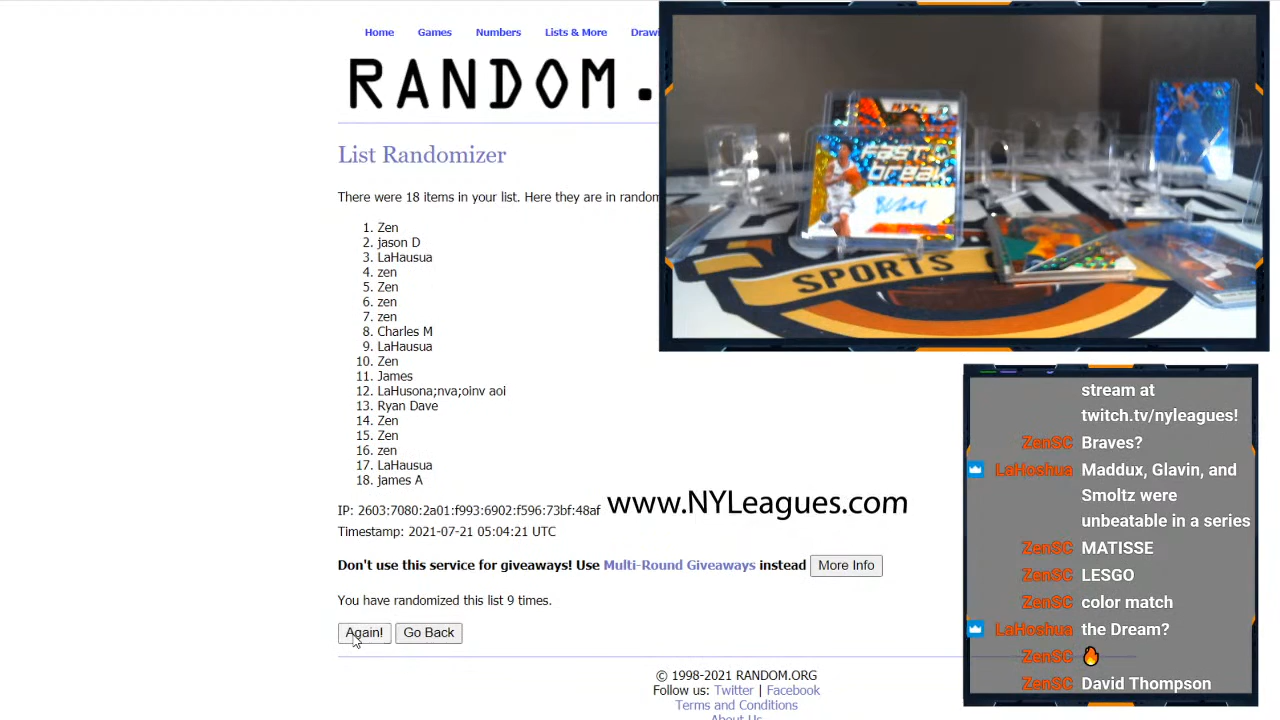 Home Games Numbers Lists & More Drawi
RANDOM.
List Randomizer
There were 18 items in your list. Here they are in random
1. Zen
2. jason D
3. LaHausua
4. zen
5. Zen
6. zen
7. zen
8. Charles M
9. LaHausua
10. Zen
11. James
12. LaHusona;nva;oinv aoi
13. Ryan Dave
14. Zen
15. Zen
16. zen
17. LaHausua
18. james A
IP: 2603:7080:2a01:f993:6902:f596:73bf:48af
www.NYLeagues.com
Timestamp: 2021-07-21 05:04:21 UTC
Don't use this service for giveaways! Use Multi-Round Giveaways instead More Info
You have randomized this list 9 times.
Again! Go Back
© 1998-2021 RANDOM.ORG
Follow us: Twitter | Facebook
Terms and Conditions
About Us
Fast
break
SPORTS
stream at
twitch.tv/nyleagues!
ZenSC Braves?
LaHoshua Maddux, Glavin, and
Smoltz were
unbeatable in a series
ZenSC MATISSE
ZenSC LESGO
ZenSC color match
LaHoshua the Dream?
ZenSC 🔥
ZenSC David Thompson